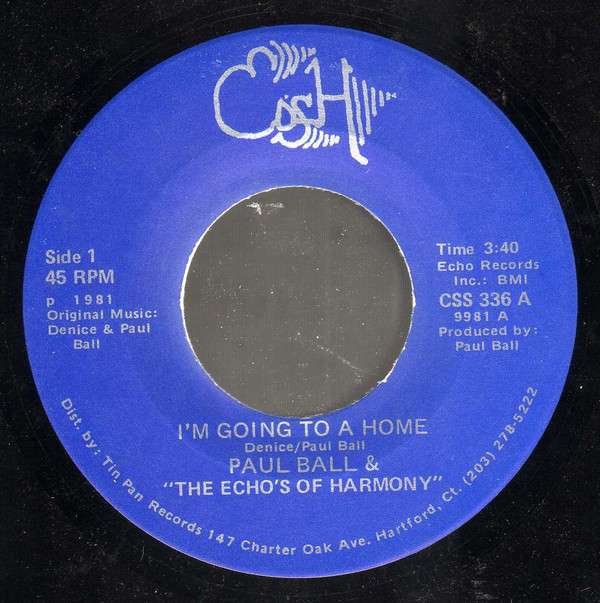 EosH
Side 1
45 RPM
p 1981
Original Music:
Denice & Paul
Ball
Time 3:40
Echo Records
Inc.: BMI
CSS 336 A
9981 A
Produced by:
Paul Ball
I'M GOING TO A HOME
Denice/Paul Ball
PAUL BALL &
"THE ECHO'S OF HARMONY"
Dist. by: Tin Pan Records 147 Charter Oak Ave. Hartford, Ct. (203) 278-5222